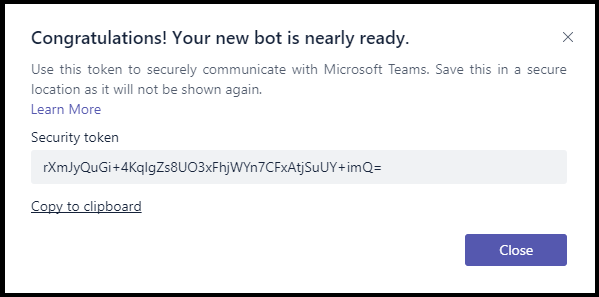 Congratulations! Your new bot is nearly ready.
Use this token to securely communicate with Microsoft Teams. Save this in a secure
location as it will not be shown again.
Learn More
Security token
rXmJyQuGi+4KqIgZs8UO3xFhjWYn7CFxAtjSuUY+imQ=
Copy to clipboard
Close